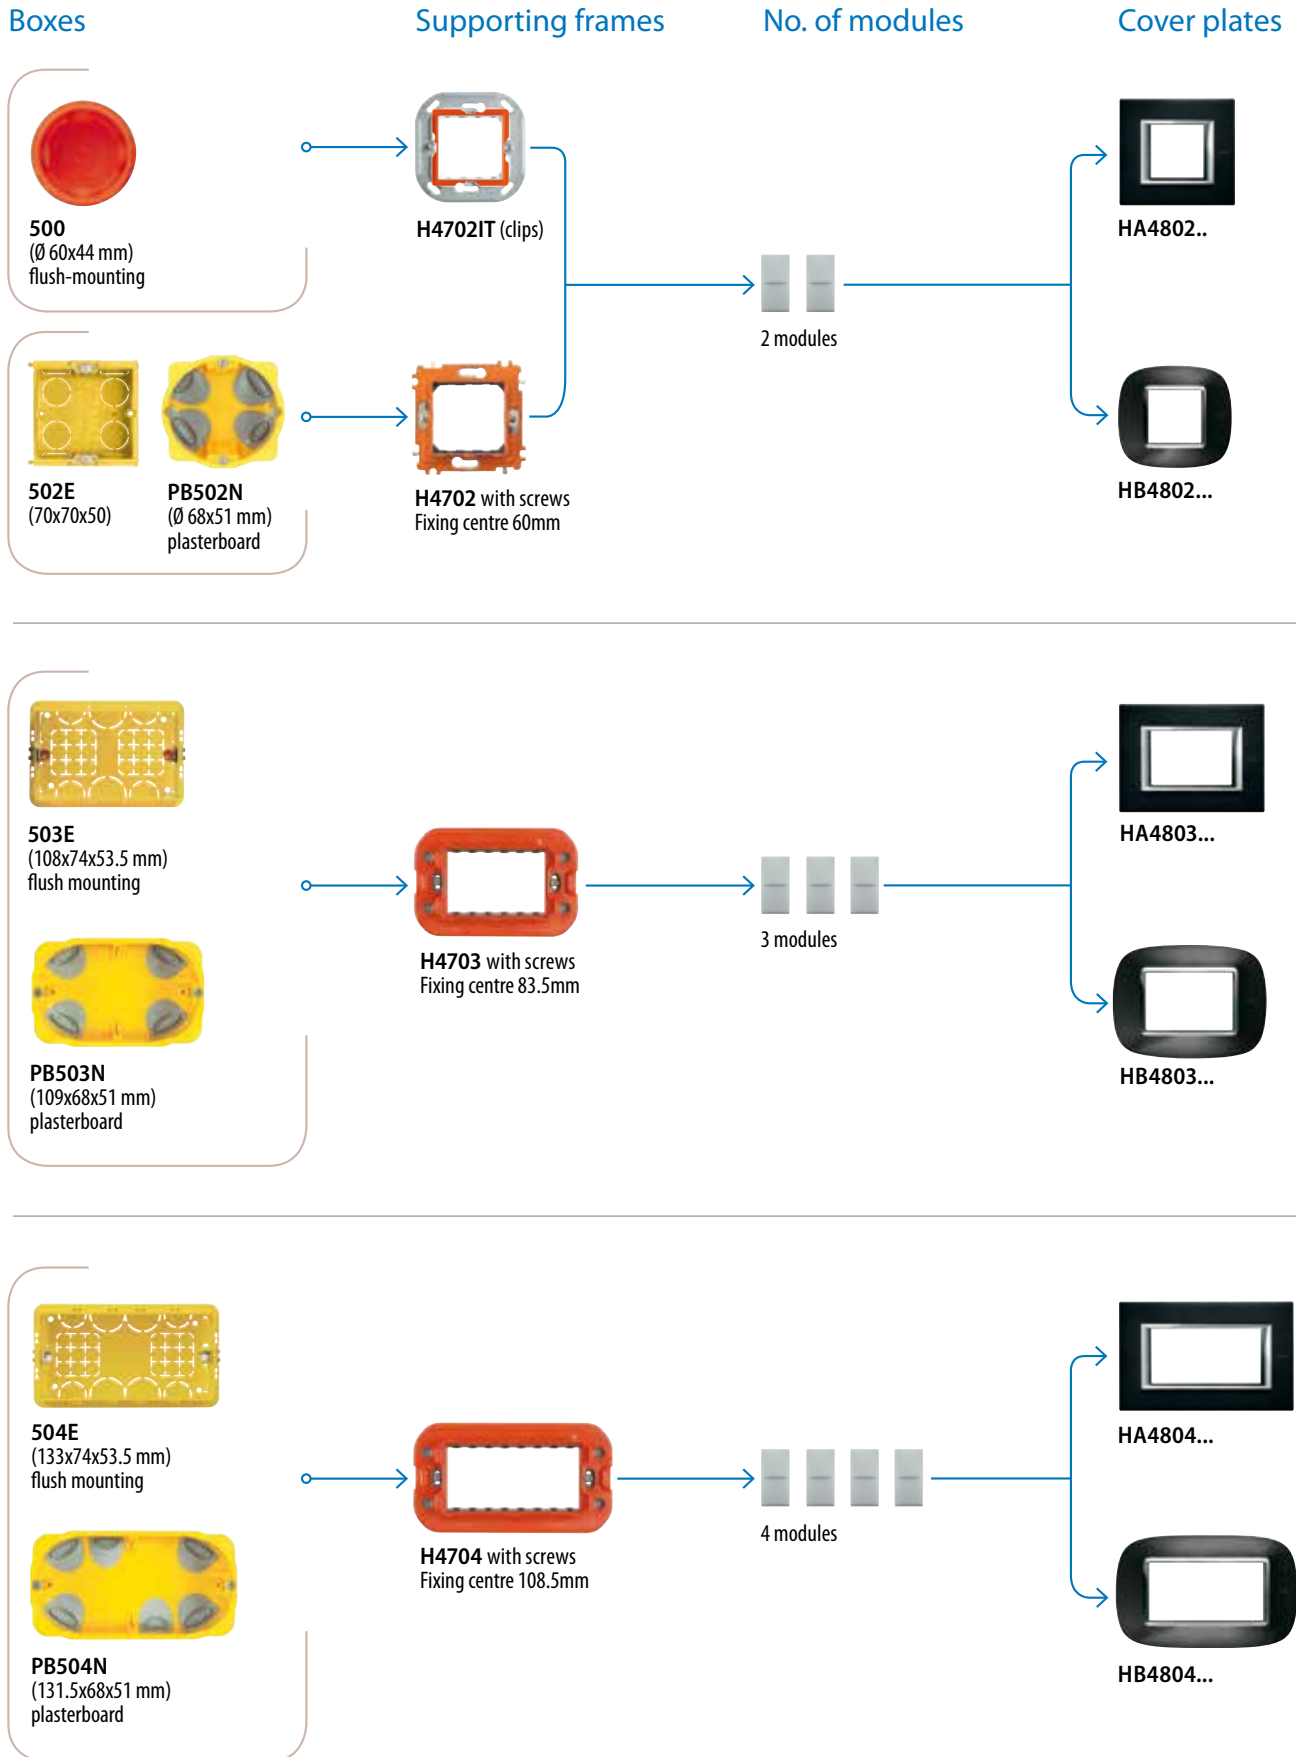 Boxes
Supporting frames
No. of modules
Cover plates
500
(Ø 60x44 mm)
flush-mounting
H4702IT (clips)
2 modules
HA4802..
502E
(70x70x50)
PB502N
(Ø 68x51 mm)
plasterboard
H4702 with screws
Fixing centre 60mm
HB4802...
503E
(108x74x53.5 mm)
flush mounting
PB503N
(109x68x51 mm)
plasterboard
H4703 with screws
Fixing centre 83.5mm
3 modules
HA4803...
HB4803...
504E
(133x74x53.5 mm)
flush mounting
PB504N
(131.5x68x51 mm)
plasterboard
H4704 with screws
Fixing centre 108.5mm
4 modules
HA4804...
HB4804...